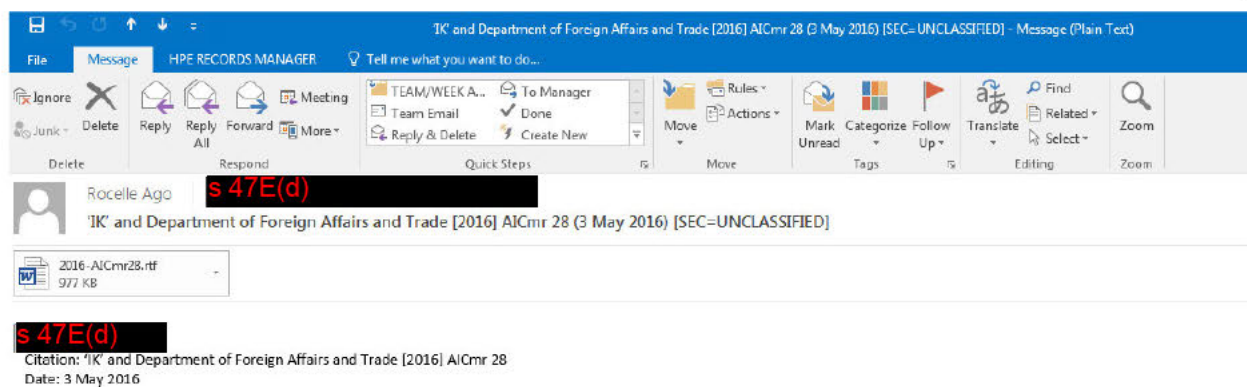 'IK' and Department of Foreign Affairs and Trade [2016] AICmr 28 (3 May 2016) [SEC=UNCLASSIFIED] - Message (Plain Text)
File Message HPE RECORDS MANAGER Tell me what you want to do...
Ignore Delete Reply Reply All Forward Meeting TEAM/WEEK A... To Manager Move Rules Mark Unread Categorize Follow Up Translate Find Zoom
Junk More Team Email Done Actions Related
Reply & Delete Create New Select
Delete Respond Quick Steps Move Tags Editing Zoom
Rocelle Ago s 47E(d)
'IK' and Department of Foreign Affairs and Trade [2016] AICmr 28 (3 May 2016) [SEC=UNCLASSIFIED]
2016-AICmr28.rtf
977 KB
s 47E(d)
Citation: 'IK' and Department of Foreign Affairs and Trade [2016] AICmr 28
Date: 3 May 2016